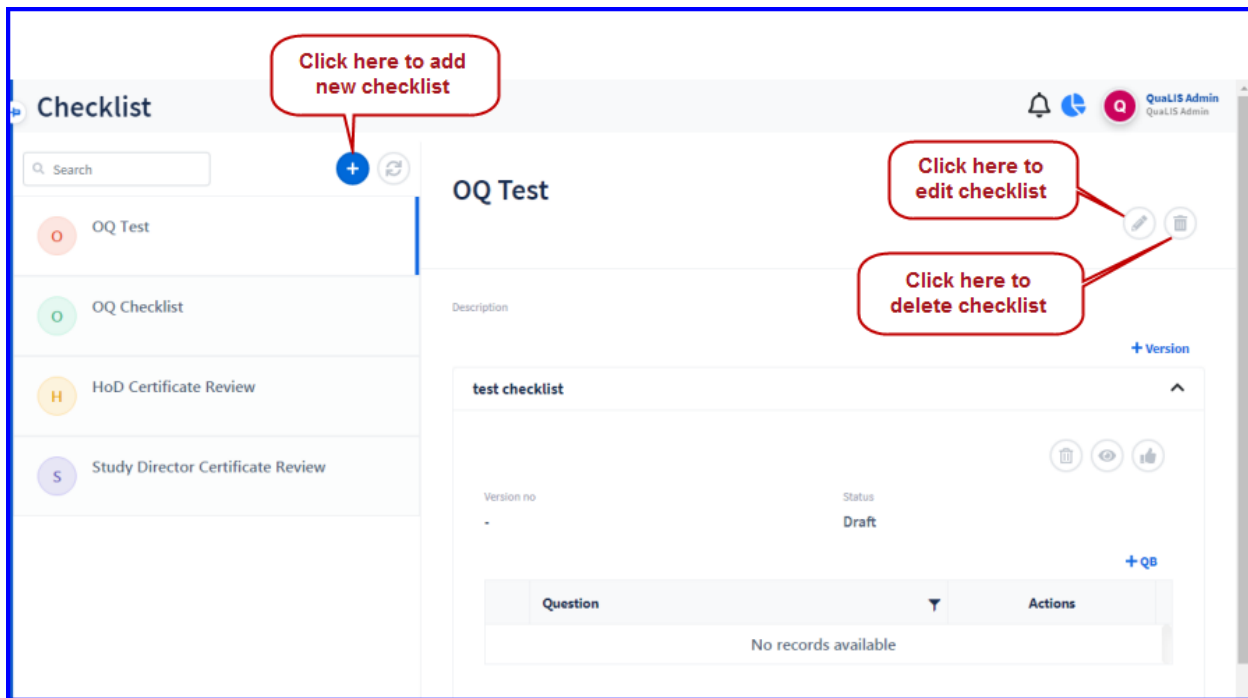 Click here to add
new checklist
Checklist
Q
QuaLIS Admin
QuaLIS Admin
Search
Click here to
edit checklist
OQ Test
O
OQ Test
Click here to
delete checklist
O
OQ Checklist
Description
+ Version
H
HoD Certificate Review
test checklist
S
Study Director Certificate Review
Version no
Status
-
Draft
+ QB
Question
Actions
No records available